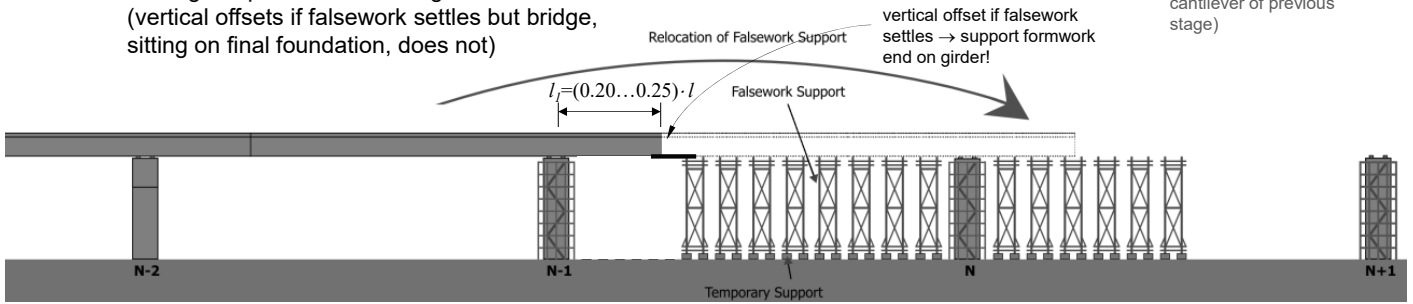 (vertical offsets if falsework settles but bridge,
sitting on final foundation, does not)
vertical offset if falsework
settles → support formwork
end on girder!
cantilever of previous
stage)
Relocation of Falsework Support
l₁=(0.20…0.25)·l
Falsework Support
N-2
N-1
N
N+1
Temporary Support